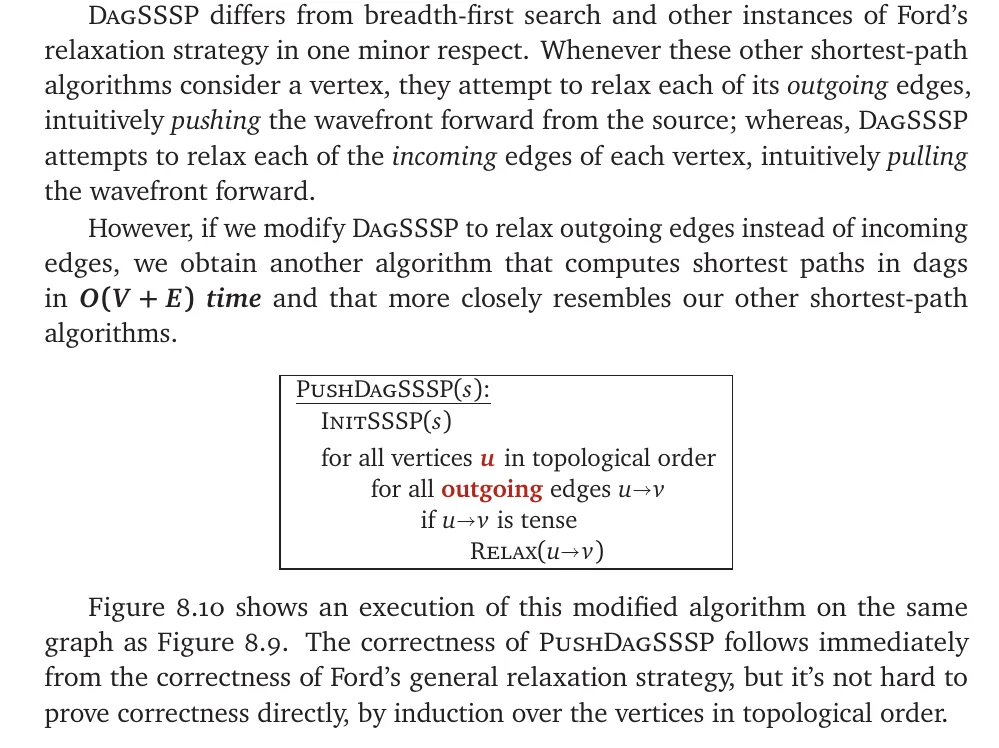 DagSSSP differs from breadth-first search and other instances of Ford’s
relaxation strategy in one minor respect. Whenever these other shortest-path
algorithms consider a vertex, they attempt to relax each of its outgoing edges,
intuitively pushing the wavefront forward from the source; whereas, DagSSSP
attempts to relax each of the incoming edges of each vertex, intuitively pulling
the wavefront forward.
However, if we modify DagSSSP to relax outgoing edges instead of incoming
edges, we obtain another algorithm that computes shortest paths in dags
in O(V + E) time and that more closely resembles our other shortest-path
algorithms.
PushDagSSSP(s):
InitSSSP(s)
for all vertices u in topological order
for all outgoing edges u→v
if u→v is tense
Relax(u→v)
Figure 8.10 shows an execution of this modified algorithm on the same
graph as Figure 8.9. The correctness of PushDagSSSP follows immediately
from the correctness of Ford’s general relaxation strategy, but it’s not hard to
prove correctness directly, by induction over the vertices in topological order.